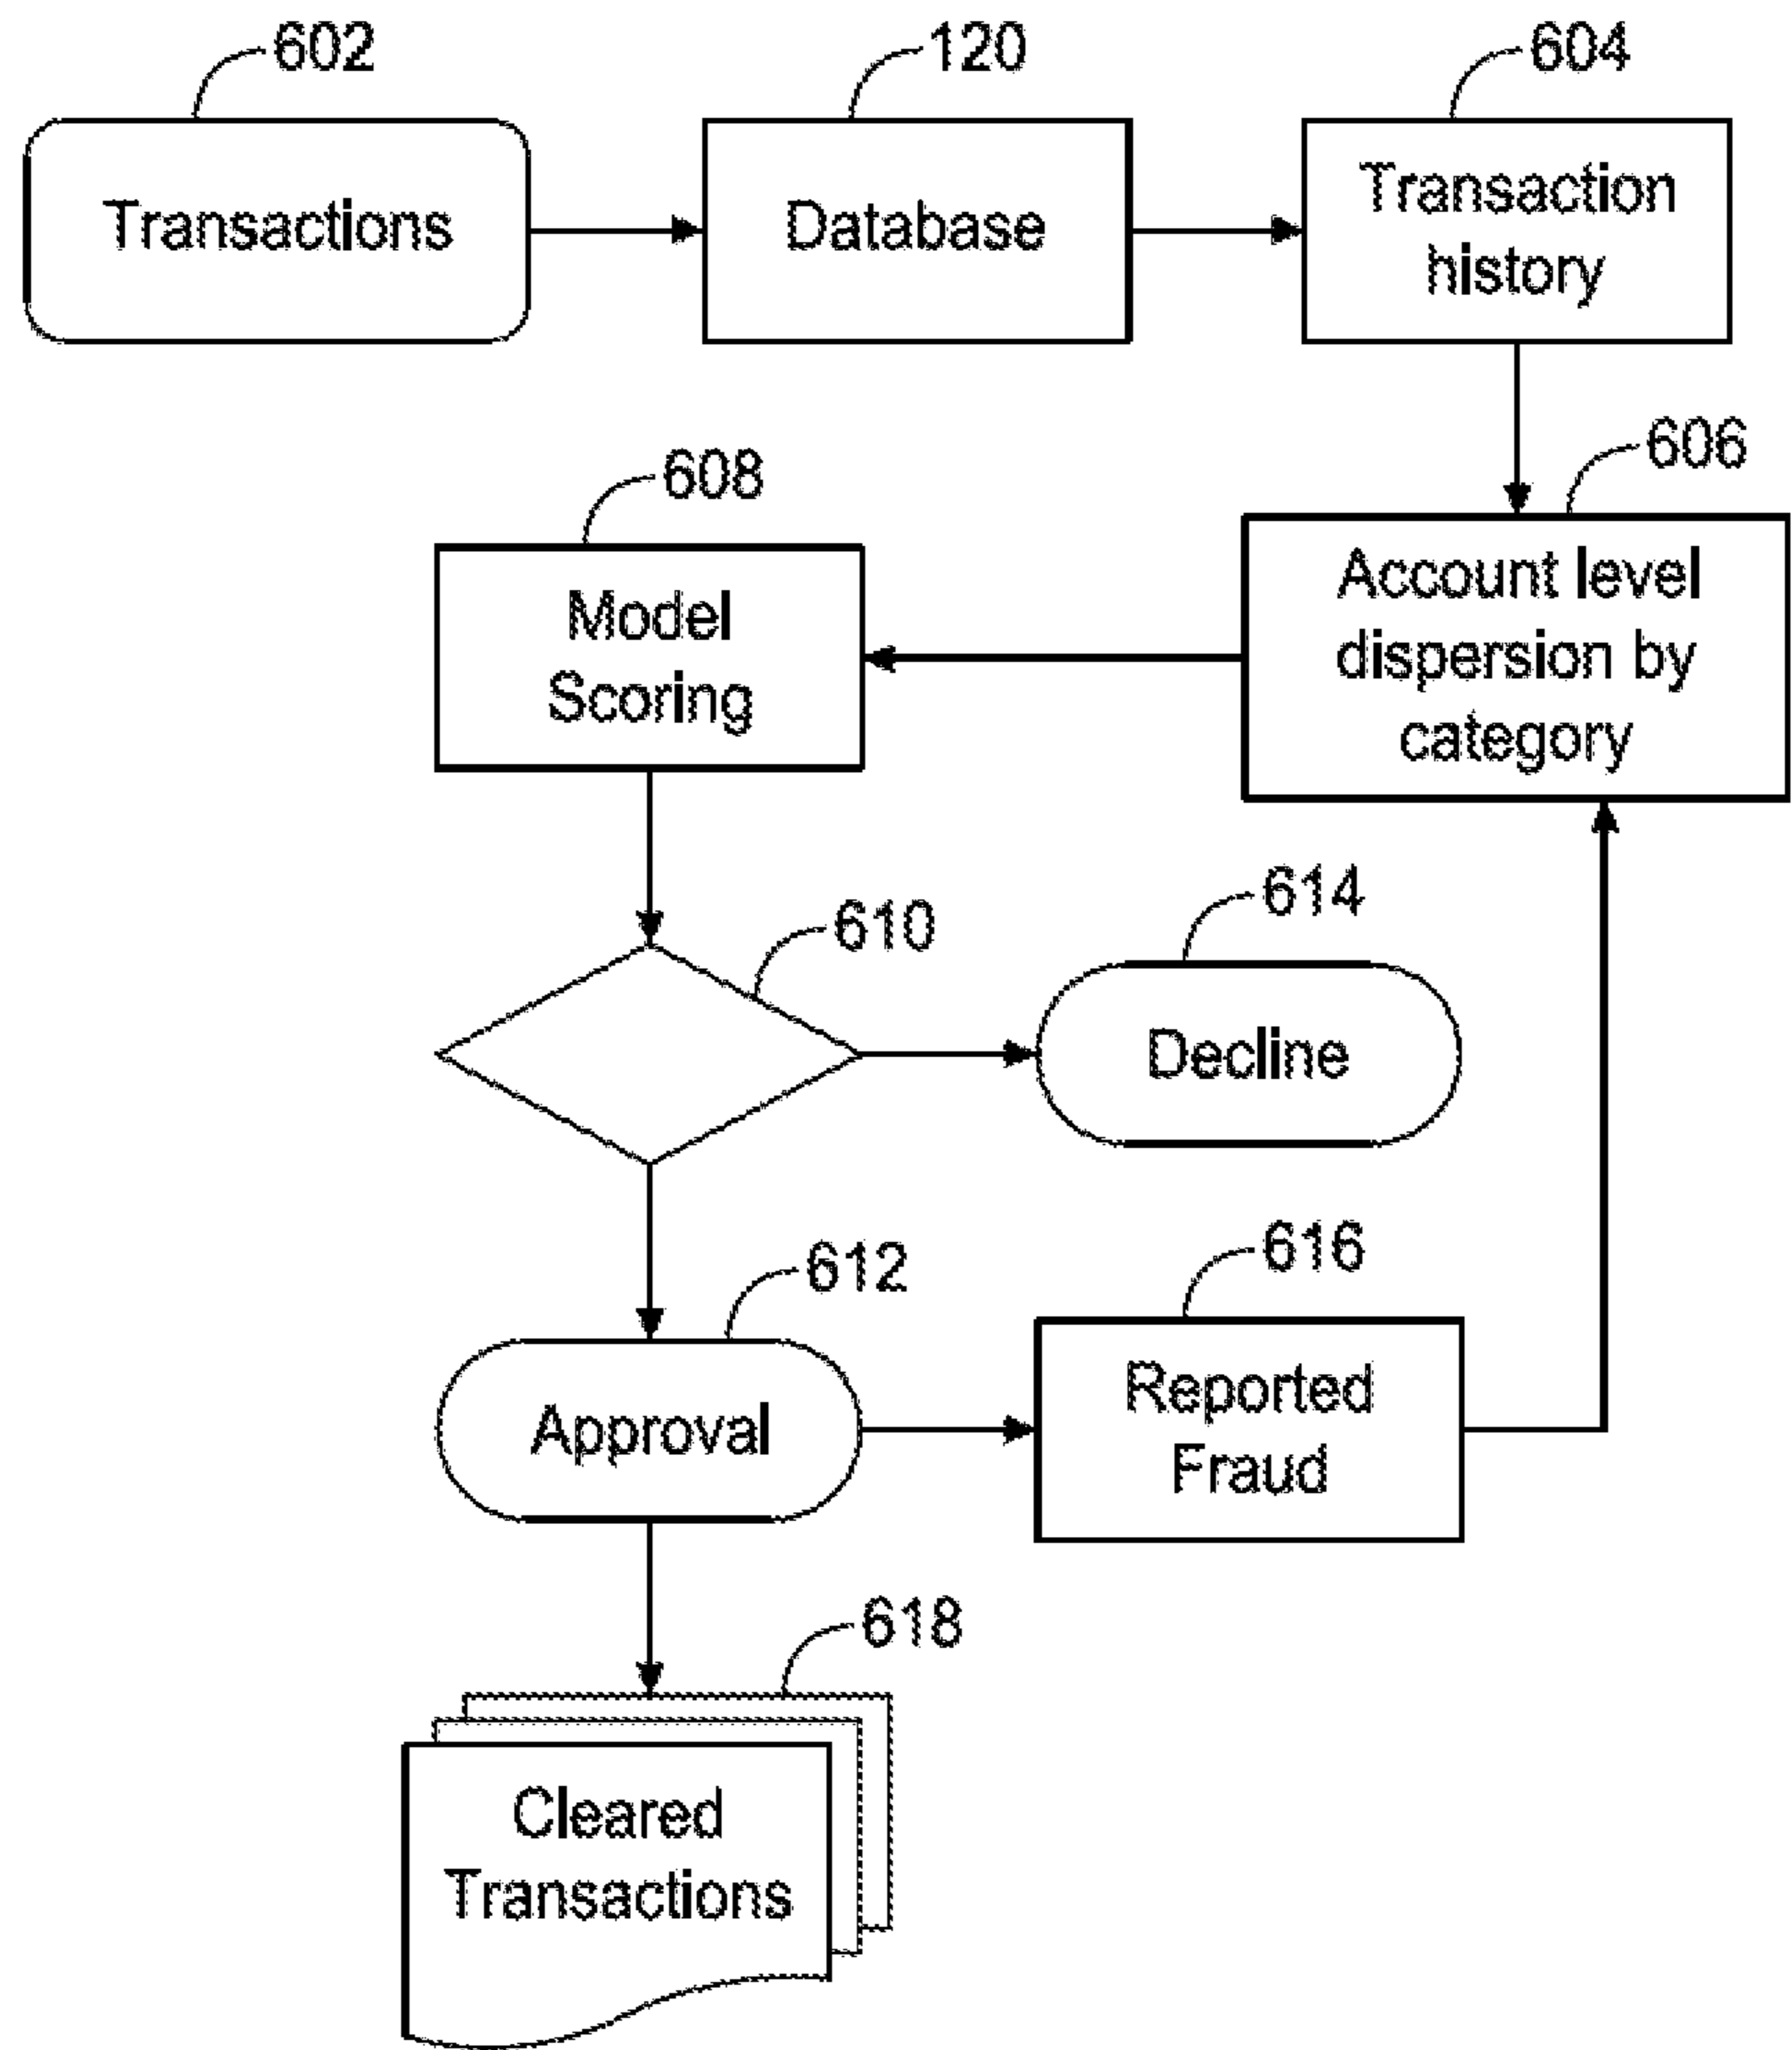 602
120
604
Transactions
Database
Transaction
history
608
606
Model
Scoring
Account level
dispersion by
category
610
614
Decline
612
616
Approval
Reported
Fraud
618
Cleared
Transactions